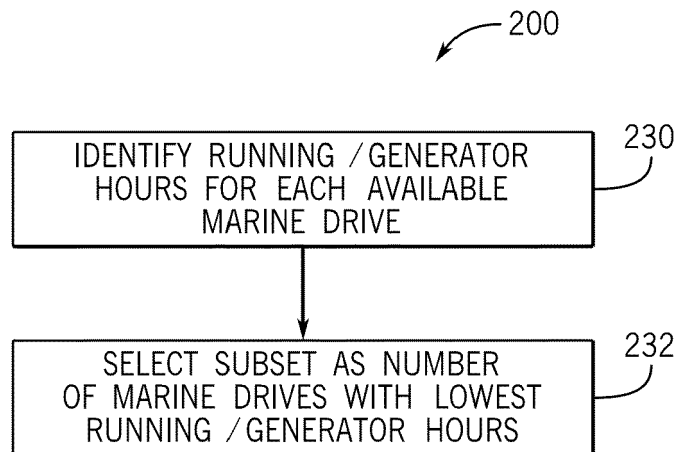 200
IDENTIFY RUNNING / GENERATOR
HOURS FOR EACH AVAILABLE
MARINE DRIVE
230
SELECT SUBSET AS NUMBER
OF MARINE DRIVES WITH LOWEST
RUNNING / GENERATOR HOURS
232